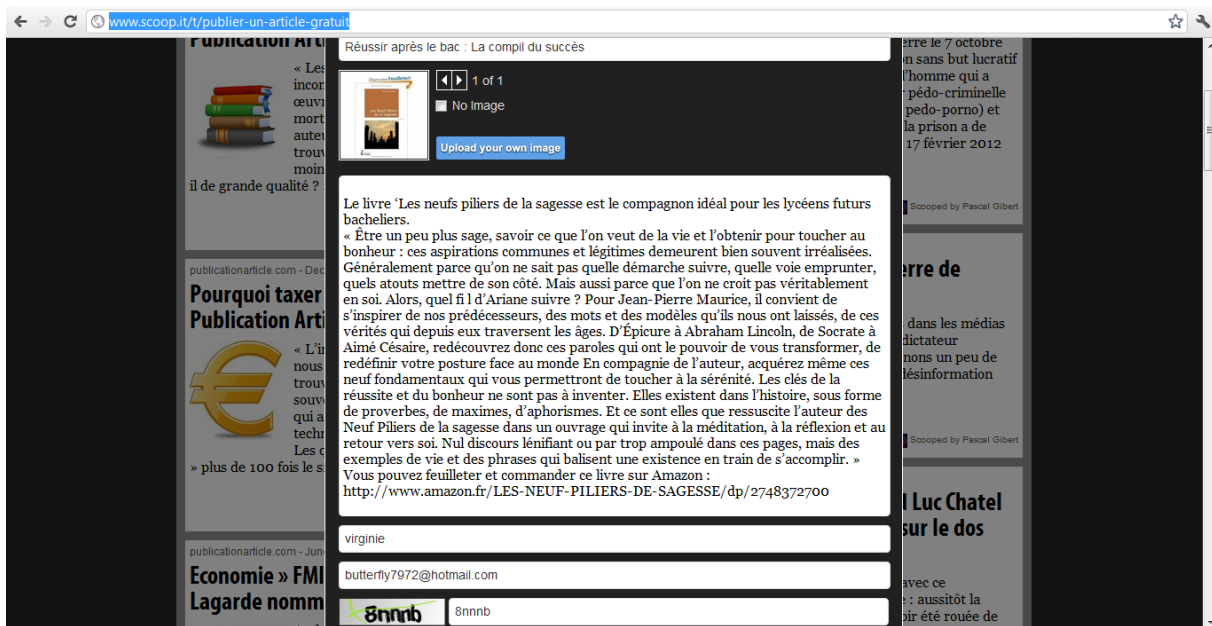 www.scoop.it/t/publier-un-article-gratuit
Publication Arti
« Les
incor
œuvr
mort
auteu
trouv
moin
il de grande qualité ?
publicationarticle.com - Dec
Pourquoi taxer
Publication Arti
« L'in
nous
trouv
souve
qui a
techn
Les q
» plus de 100 fois le s
publicationarticle.com - June
Economie » FMI
Lagarde nomm
Réussir après le bac : La compil du succès
1 of 1
No Image
Upload your own image
Le livre ‘Les neufs piliers de la sagesse est le compagnon idéal pour les lycéens futurs
bacheliers.
« Être un peu plus sage, savoir ce que l’on veut de la vie et l’obtenir pour toucher au
bonheur : ces aspirations communes et légitimes demeurent bien souvent irréalisées.
Généralement parce qu’on ne sait pas quelle démarche suivre, quelle voie emprunter,
quels atouts mettre de son côté. Mais aussi parce que l’on ne croit pas véritablement
en soi. Alors, quel fi l d’Ariane suivre ? Pour Jean-Pierre Maurice, il convient de
s’inspirer de nos prédécesseurs, des mots et des modèles qu’ils nous ont laissés, de ces
vérités qui depuis eux traversent les âges. D’Épicure à Abraham Lincoln, de Socrate à
Aimé Césaire, redécouvrez donc ces paroles qui ont le pouvoir de vous transformer, de
redéfinir votre posture face au monde En compagnie de l’auteur, acquérez même ces
neuf fondamentaux qui vous permettront de toucher à la sérénité. Les clés de la
réussite et du bonheur ne sont pas à inventer. Elles existent dans l’histoire, sous forme
de proverbes, de maximes, d’aphorismes. Et ce sont elles que ressuscite l’auteur des
Neuf Piliers de la sagesse dans un ouvrage qui invite à la méditation, à la réflexion et au
retour vers soi. Nul discours lénifiant ou par trop ampoulé dans ces pages, mais des
exemples de vie et des phrases qui balisent une existence en train de s’accomplir. »
Vous pouvez feuilleter et commander ce livre sur Amazon :
http://www.amazon.fr/LES-NEUF-PILIERS-DE-SAGESSE/dp/2748372700
virginie
butterfly7972@hotmail.com
8nnnb
8nnnb
erre le 7 octobre
n sans but lucratif
l’homme qui a
pédo-criminelle
pedo-porno) et
la prison a de
17 février 2012
Scooped by Pascal Gibert
erre de
s dans les médias
dictateur
nons un peu de
désinformation
Scooped by Pascal Gibert
l Luc Chatel
sur le dos
avec ce
: aussitôt la
oir été rouée de